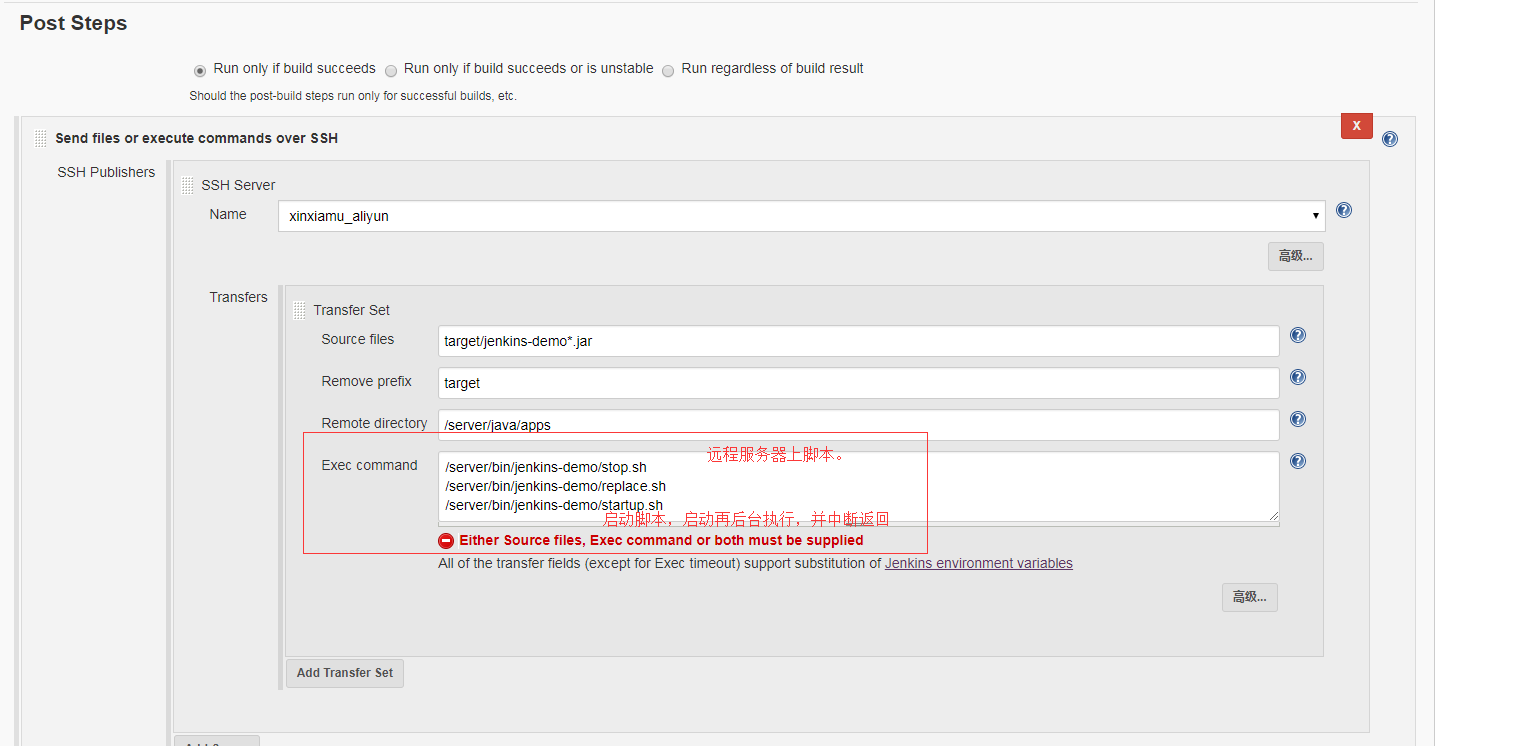 Post Steps
Run only if build succeeds Run only if build succeeds or is unstable Run regardless of build result
Should the post-build steps run only for successful builds, etc.
Send files or execute commands over SSH
X
SSH Publishers
SSH Server
Name
xinxiamu_aliyun
高级...
Transfers
Transfer Set
Source files
target/jenkins-demo*.jar
Remove prefix
target
Remote directory
/server/java/apps
Exec command
远程服务器上脚本。
/server/bin/jenkins-demo/stop.sh
/server/bin/jenkins-demo/replace.sh
/server/bin/jenkins-demo/startup.sh
启动脚本，启动再后台执行，并中断返回
Either Source files, Exec command or both must be supplied
All of the transfer fields (except for Exec timeout) support substitution of Jenkins environment variables
高级...
Add Transfer Set